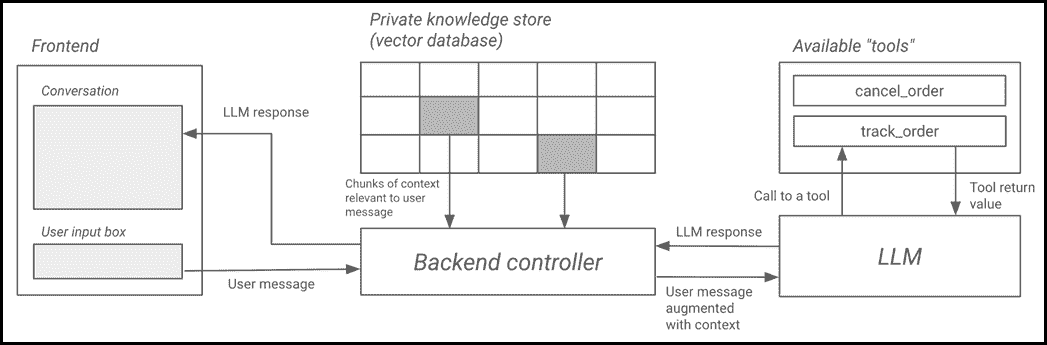 Frontend
Conversation
User input box
LLM response
User message
Private knowledge store
(vector database)
Chunks of context
relevant to user
message
Backend controller
LLM response
User message
augmented
with context
Available "tools"
cancel_order
track_order
Call to a tool
Tool return
value
LLM